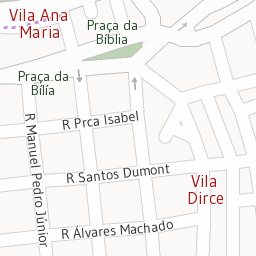 Vila Ana
Maria
Praça da
Bíblia
Praça da
Bílía
R Prca Isabel
R Manuel Pedro Júnior
R Santos Dumont
Vila
Dirce
R Álvares Machado